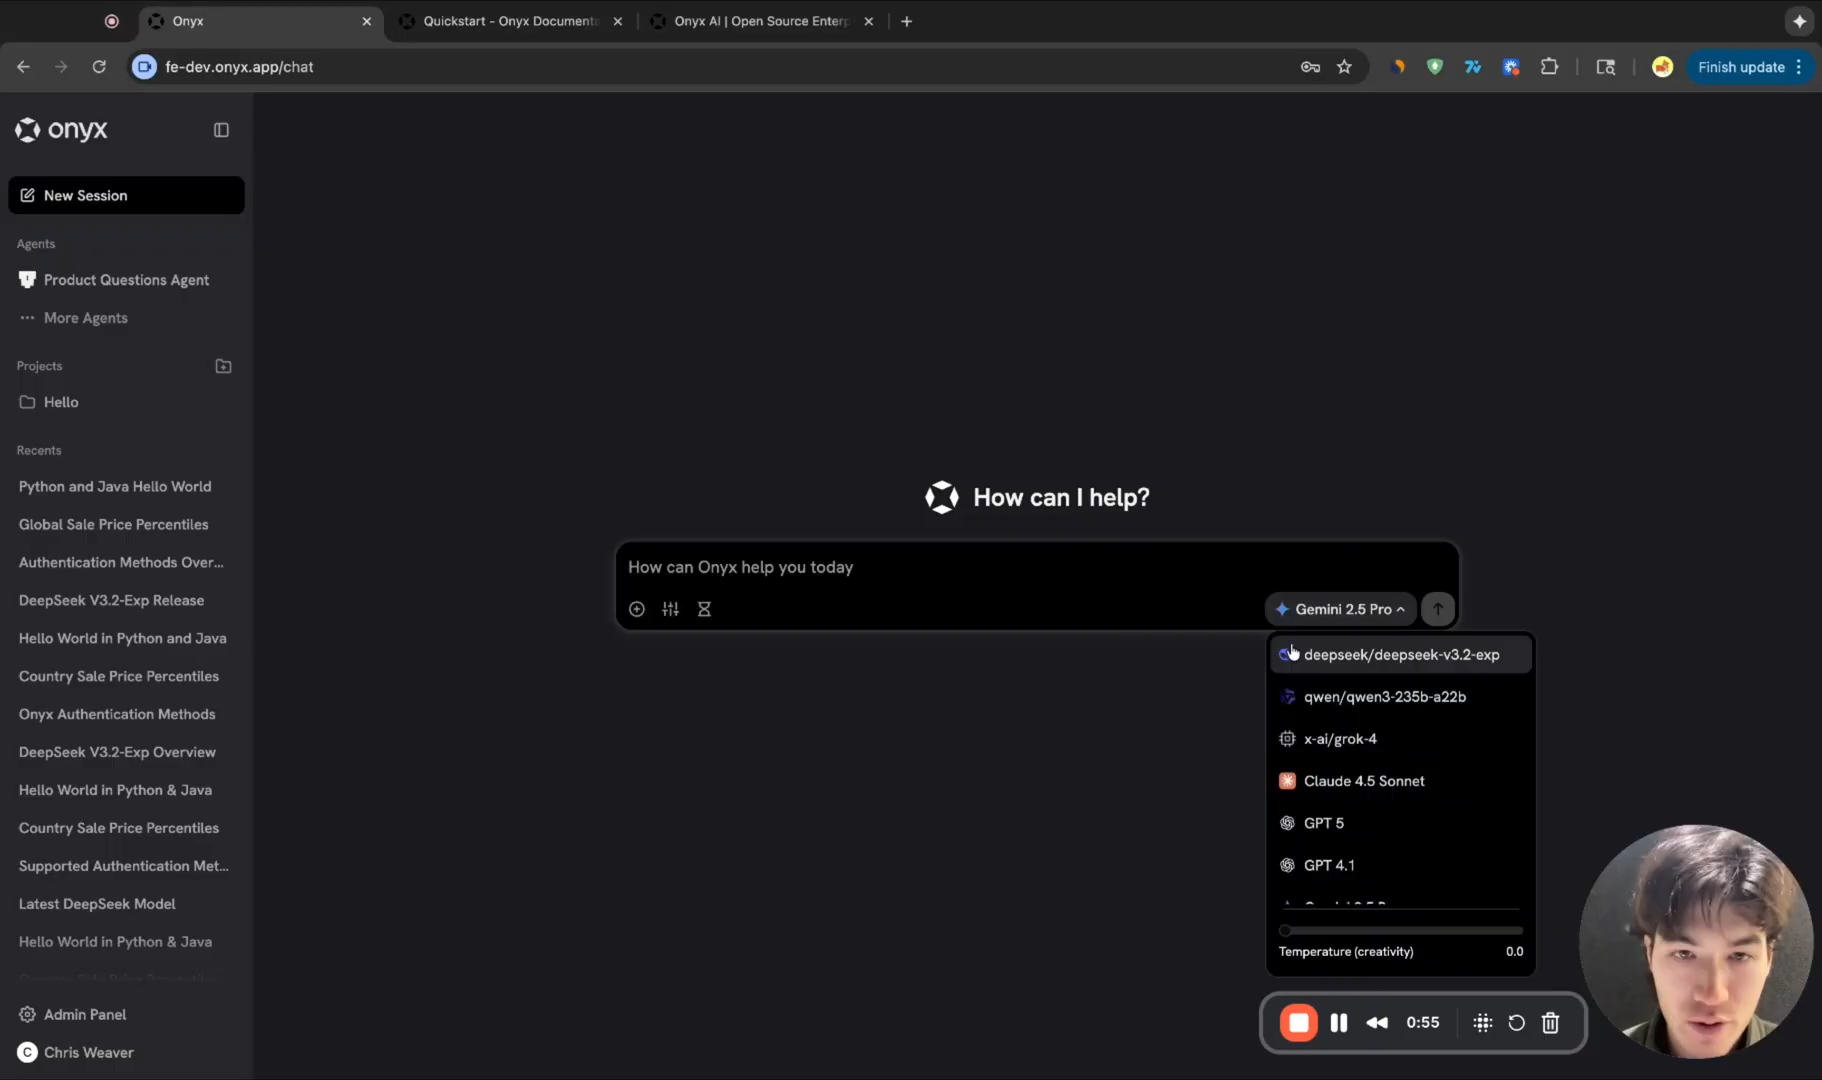 Onyx
Quickstart - Onyx Documenta
Onyx AI | Open Source Enterp
fe-dev.onyx.app/chat
Finish update
onyx
New Session
Agents
Product Questions Agent
More Agents
Projects
Hello
Recents
Python and Java Hello World
Global Sale Price Percentiles
Authentication Methods Over...
DeepSeek V3.2-Exp Release
Hello World in Python and Java
Country Sale Price Percentiles
Onyx Authentication Methods
DeepSeek V3.2-Exp Overview
Hello World in Python & Java
Country Sale Price Percentiles
Supported Authentication Met...
Latest DeepSeek Model
Hello World in Python & Java
Admin Panel
C Chris Weaver
How can I help?
How can Onyx help you today
Gemini 2.5 Pro
deepseek/deepseek-v3.2-exp
qwen/qwen3-235b-a22b
x-ai/grok-4
Claude 4.5 Sonnet
GPT 5
GPT 4.1
Temperature (creativity) 0.0
0:55